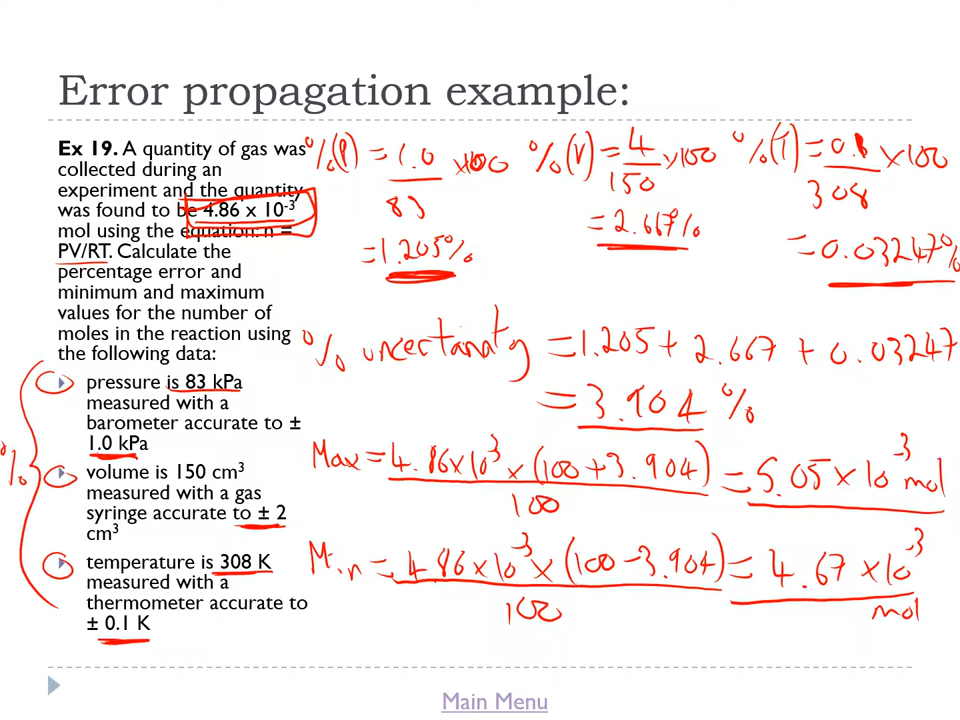 Error propagation example:
Ex 19. A quantity of gas was
collected during an
experiment and the quantity
was found to be 4.86 x 10⁻³
mol using the equation: n =
PV/RT. Calculate the
percentage error and
minimum and maximum
values for the number of
moles in the reaction using
the following data:
pressure is 83 kPa
measured with a
barometer accurate to ±
1.0 kPa
volume is 150 cm³
measured with a gas
syringe accurate to ± 2
cm³
temperature is 308 K
measured with a
thermometer accurate to
± 0.1 K
%
%(P) = 1.0/83 x100
= 1.205%
%(V) = 4/150 x100
= 2.667%
%(T) = 0.1/308 x100
= 0.03247%
% uncertainty = 1.205 + 2.667 + 0.03247
= 3.904 %
Max = 4.86x10⁻³ x (100 + 3.904)/100 = 5.05 x 10⁻³ mol
Min = 4.86 x 10⁻³ x (100 - 3.904)/100 = 4.67 x 10⁻³
mol
Main Menu